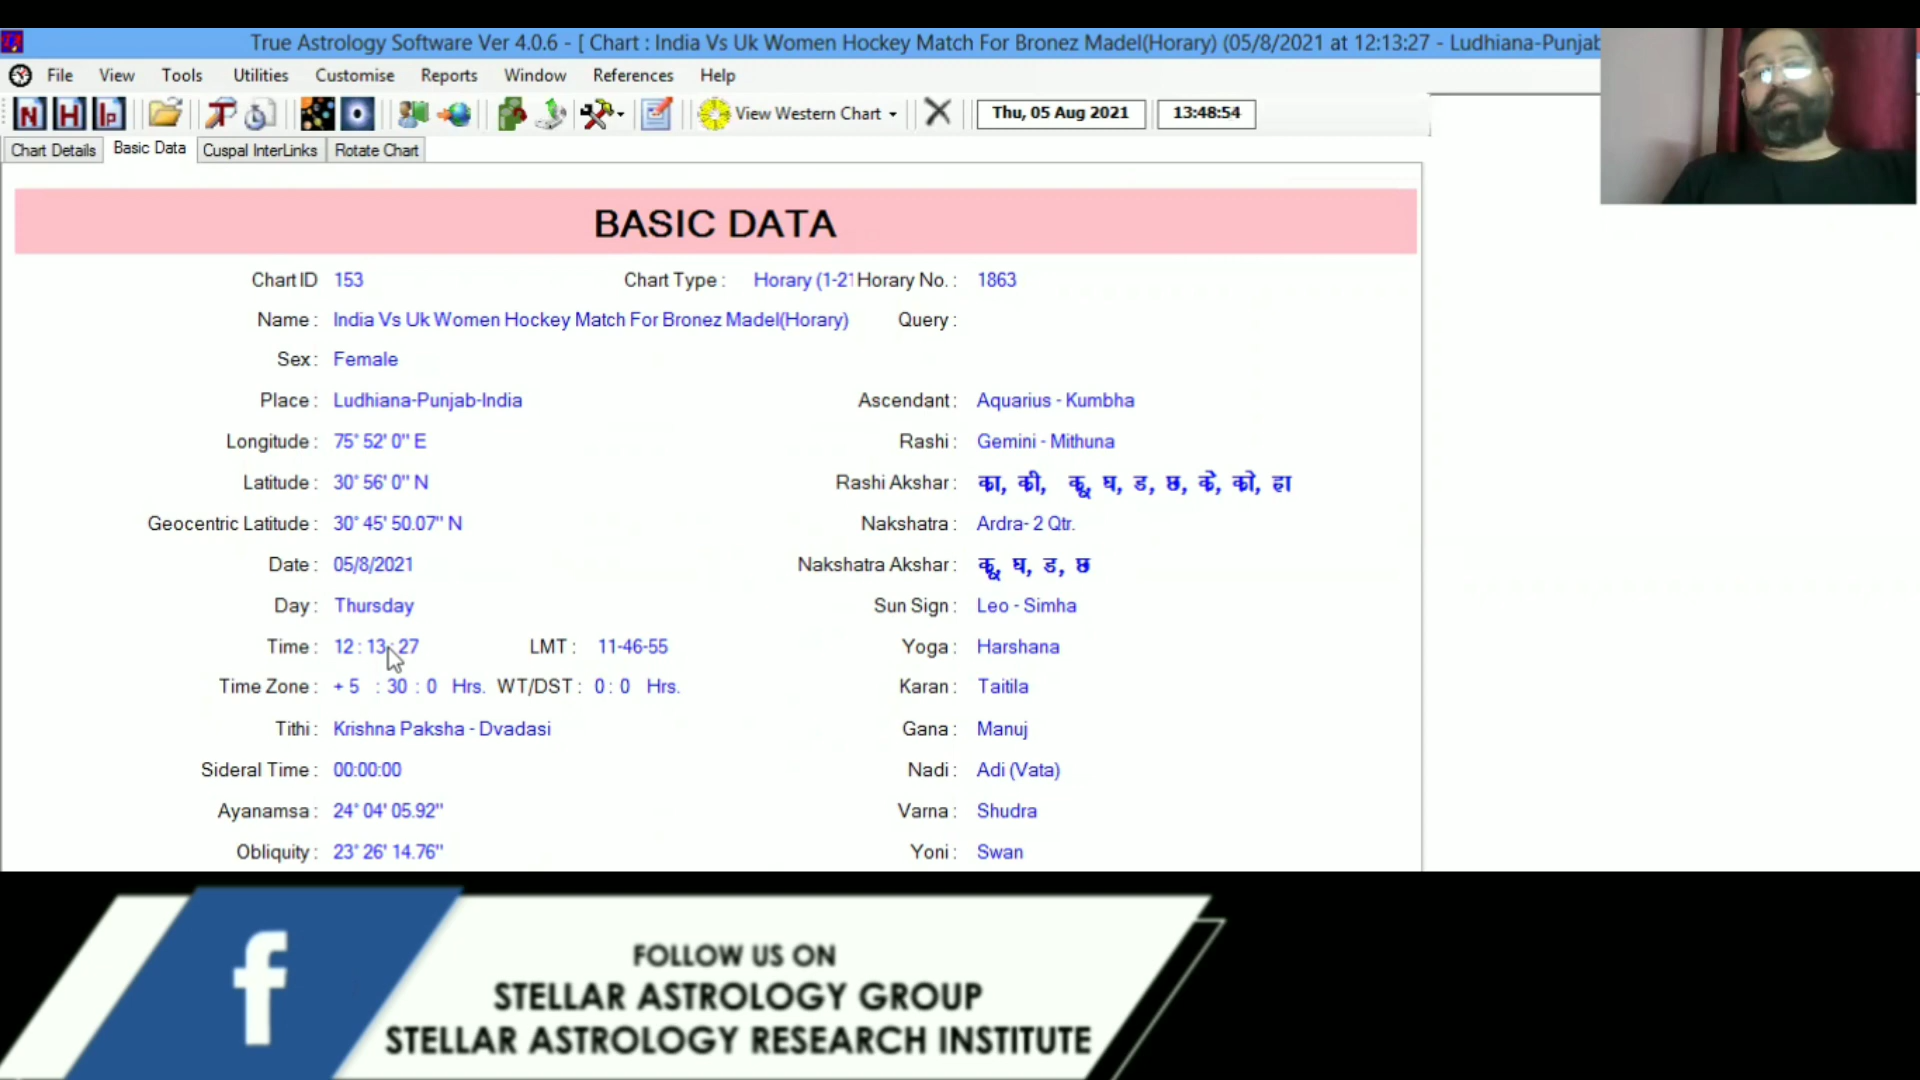 True Astrology Software Ver 4.0.6 - [ Chart : India Vs Uk Women Hockey Match For Bronez Madel(Horary) (05/8/2021 at 12:13:27 - Ludhiana-Punjab
File View Tools Utilities Customise Reports Window References Help
N H Ip View Western Chart Thu, 05 Aug 2021 13:48:54
Chart Details Basic Data Cuspal InterLinks Rotate Chart
BASIC DATA
Chart ID 153 Chart Type : Horary (1-21 Horary No. : 1863
Name : India Vs Uk Women Hockey Match For Bronez Madel(Horary) Query :
Sex : Female
Place : Ludhiana-Punjab-India Ascendant : Aquarius - Kumbha
Longitude : 75° 52' 0'' E Rashi : Gemini - Mithuna
Latitude : 30° 56' 0'' N Rashi Akshar : का, की, कू, घ, ड, छ, के, को, हा
Geocentric Latitude : 30° 45' 50.07'' N Nakshatra : Ardra- 2 Qtr.
Date : 05/8/2021 Nakshatra Akshar : कू, घ, ड, छ
Day : Thursday Sun Sign : Leo - Simha
Time : 12 : 13 : 27 LMT : 11-46-55 Yoga : Harshana
Time Zone : + 5 : 30 : 0 Hrs. WT/DST : 0 : 0 Hrs. Karan : Taitila
Tithi : Krishna Paksha - Dvadasi Gana : Manuj
Sideral Time : 00:00:00 Nadi : Adi (Vata)
Ayanamsa : 24° 04' 05.92'' Varna : Shudra
Obliquity : 23° 26' 14.76'' Yoni : Swan
FOLLOW US ON
STELLAR ASTROLOGY GROUP
STELLAR ASTROLOGY RESEARCH INSTITUTE